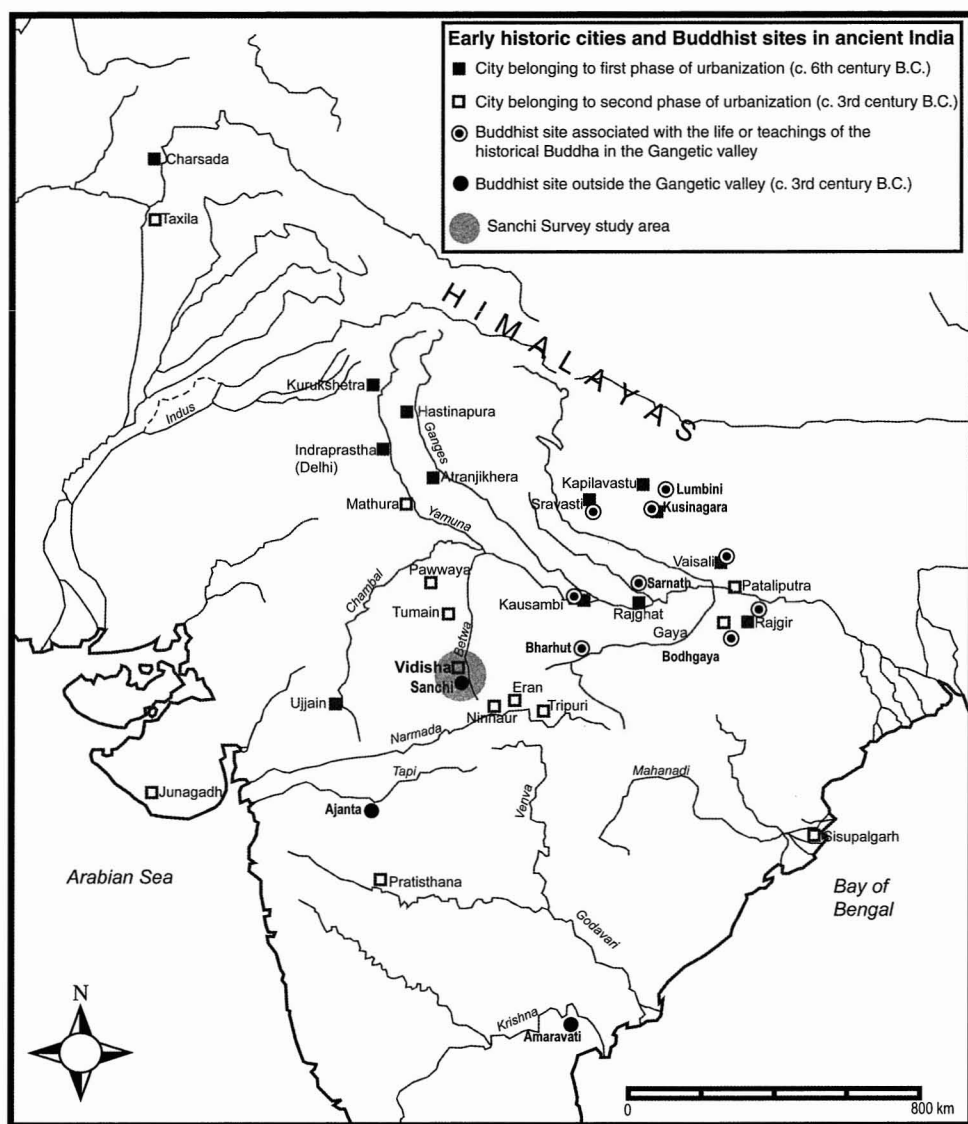 Early historic cities and Buddhist sites in ancient India
City belonging to first phase of urbanization (c. 6th century B.C.)
City belonging to second phase of urbanization (c. 3rd century B.C.)
Buddhist site associated with the life or teachings of the
historical Buddha in the Gangetic valley
Buddhist site outside the Gangetic valley (c. 3rd century B.C.)
Sanchi Survey study area
Charsada
Taxila
HIMALAYAS
Kurukshetra
Indus
Hastinapura
Ganges
Indraprastha
(Delhi)
Atranjikhera
Mathura
Yamuna
Kapilavastu
Lumbini
Sravasti
Kusinagara
Vaisali
Pataliputra
Sarnath
Pawwaya
Chambal
Tumain
Betwa
Kausambi
Rajghat
Gaya
Rajgir
Bharhut
Bodhgaya
Vidisha
Sanchi
Ujjain
Eran
Ninnaur
Tripuri
Narmada
Tapi
Venva
Mahanadi
Junagadh
Ajanta
Sisupalgarh
Arabian Sea
Pratisthana
Bay of
Bengal
Godavari
N
Krishna
Amaravati
0
800 km